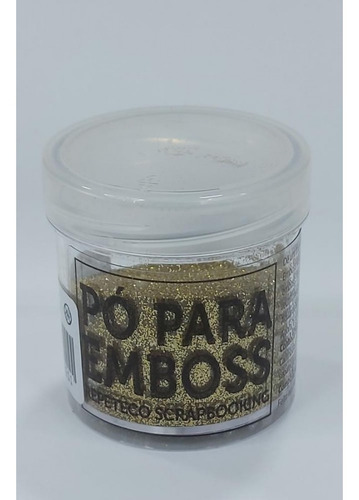 PÓ PARA
EMBOSS
REPETECO SCRAPBOOKING